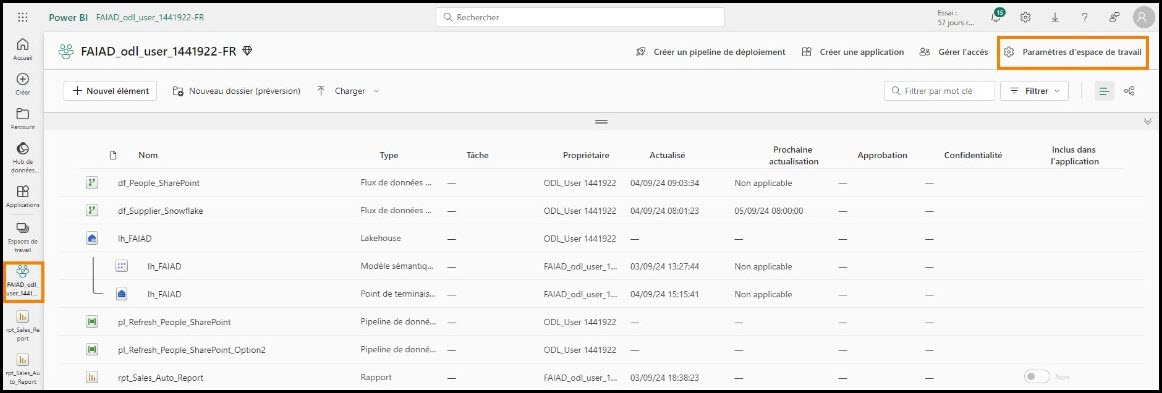 Power BI FAIAD_odl_user_1441922-FR
Rechercher
Essai :
57 jours r...
15
Accueil
Créer
Parcourir
Hub de
données...
Applications
Espaces de
travail
FAIAD_odl_
user_1441...
rpt_Sales_Re
port
rpt_Sales_Au
to_Report
FAIAD_odl_user_1441922-FR
Créer un pipeline de déploiement Créer une application Gérer l'accès Paramètres d'espace de travail
Nouvel élément Nouveau dossier (préversion) Charger Filtrer par mot clé Filtrer
Nom Type Tâche Propriétaire Actualisé Prochaine actualisation Approbation Confidentialité Inclus dans l'application
df_People_SharePoint Flux de données ... — ODL_User 1441922 04/09/24 09:03:34 Non applicable — —
df_Supplier_Snowflake Flux de données ... — ODL_User 1441922 04/09/24 08:01:23 05/09/24 08:00:00 — —
lh_FAIAD Lakehouse — ODL_User 1441922 — — — —
lh_FAIAD Modèle sémantiq... — FAIAD_odl_user_1... 03/09/24 13:27:44 Non applicable — —
lh_FAIAD Point de terminais... — FAIAD_odl_user_1... 04/09/24 15:15:41 Non applicable — —
pl_Refresh_People_SharePoint Pipeline de donné... — ODL_User 1441922 — — — —
pl_Refresh_People_SharePoint_Option2 Pipeline de donné... — ODL_User 1441922 — — — —
rpt_Sales_Auto_Report Rapport — FAIAD_odl_user_1... 03/09/24 18:38:23 — — — Non